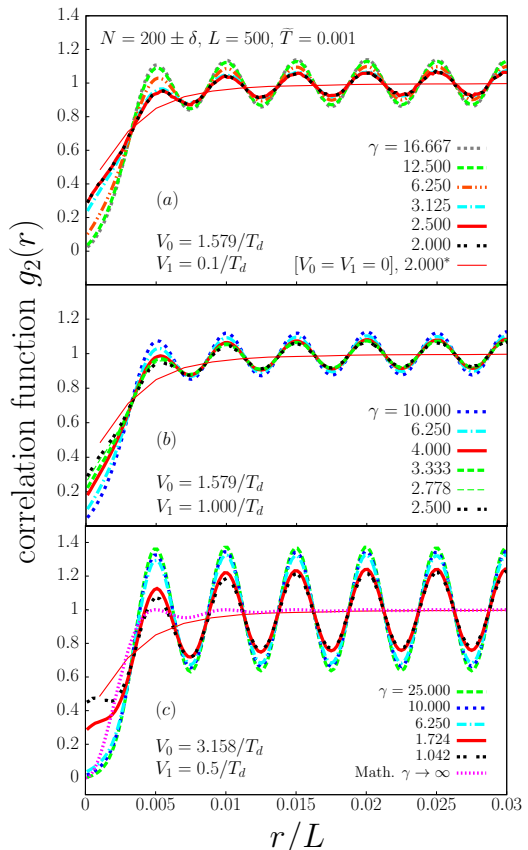 correlation function g₂(r)
1.4
1.2
1
0.8
0.6
0.4
0.2
0
N = 200 ± δ, L = 500, T̃ = 0.001
γ = 16.667
12.500
6.250
3.125
2.500
2.000
[V₀ = V₁ = 0], 2.000*
(a)
V₀ = 1.579/T_d
V₁ = 0.1/T_d
1.2
1
0.8
0.6
0.4
0.2
γ = 10.000
6.250
4.000
3.333
2.778
2.500
(b)
V₀ = 1.579/T_d
V₁ = 1.000/T_d
1.4
1.2
1
0.8
0.6
0.4
0.2
0
γ = 25.000
10.000
6.250
1.724
1.042
Math. γ → ∞
(c)
V₀ = 3.158/T_d
V₁ = 0.5/T_d
0 0.005 0.01 0.015 0.02 0.025 0.03
r/L